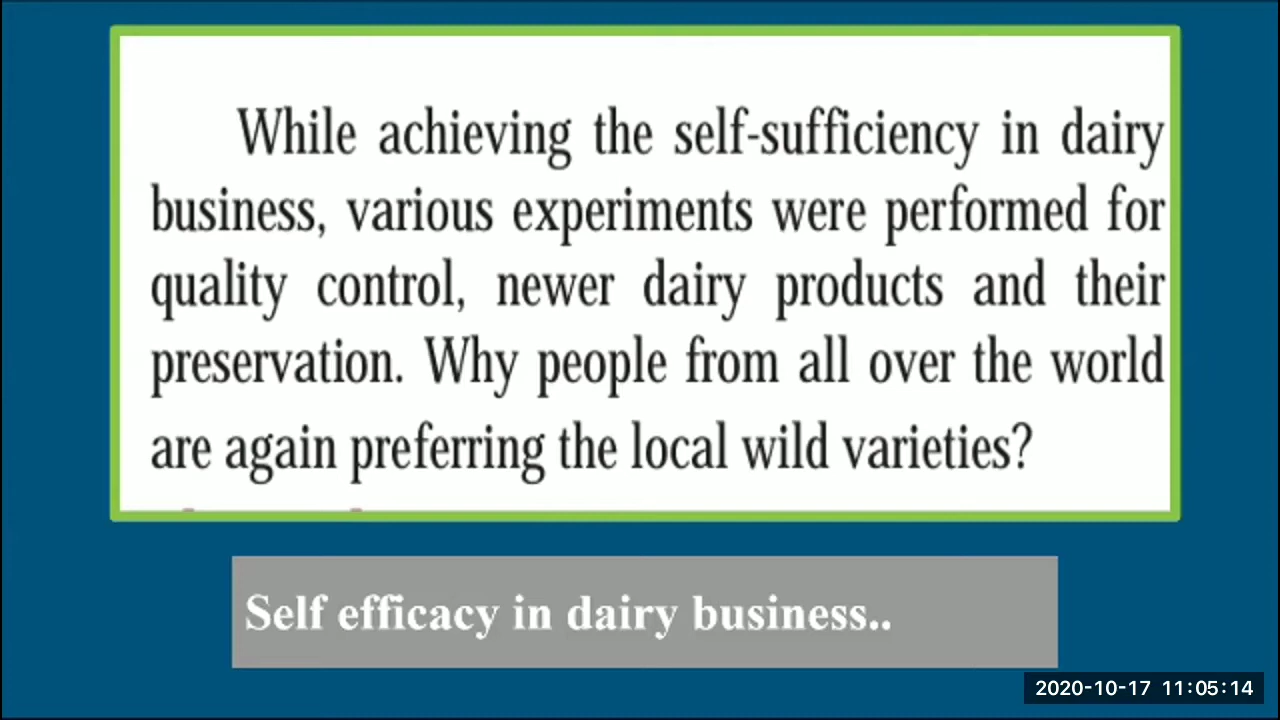 While achieving the self-sufficiency in dairy
business, various experiments were performed for
quality control, newer dairy products and their
preservation. Why people from all over the world
are again preferring the local wild varieties?
Self efficacy in dairy business..
2020-10-17 11:05:14